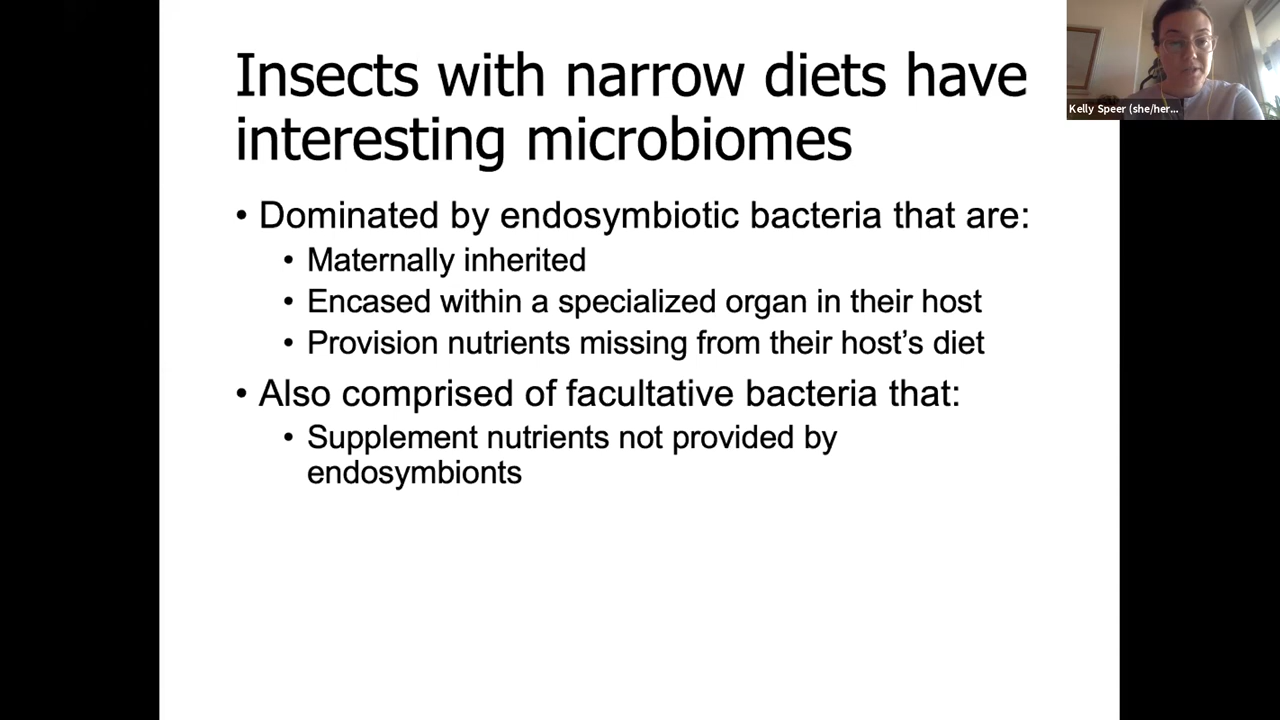 Insects with narrow diets have
interesting microbiomes
• Dominated by endosymbiotic bacteria that are:
• Maternally inherited
• Encased within a specialized organ in their host
• Provision nutrients missing from their host's diet
• Also comprised of facultative bacteria that:
• Supplement nutrients not provided by
endosymbionts
Kelly Speer (she/her...